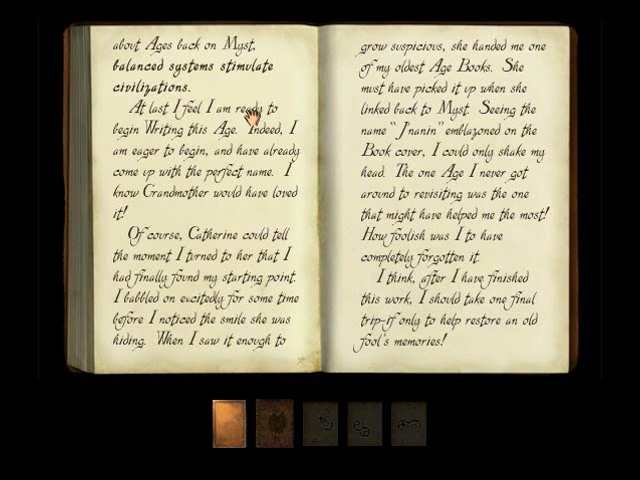 about Ages back on Myst,
balanced systems stimulate
civilizations.
At last I feel I am ready to
begin Writing this Age. Indeed, I
am eager to begin, and have already
come up with the perfect name. I
know Grandmother would have loved
it!
Of course, Catherine could tell
the moment I turned to her that I
had finally found my starting point.
I babbled on excitedly for some time
before I noticed the smile she was
hiding. When I saw it enough to
grow suspicious, she handed me one
of my oldest Age Books. She
must have picked it up when she
linked back to Myst. Seeing the
name "J'nanin" emblazoned on the
Book cover, I could only shake my
head. The one Age I never got
around to revisiting was the one
that might have helped me the most!
How foolish was I to have
completely forgotten it.
I think, after I have finished
this work, I should take one final
trip-if only to help restore an old
fool's memories!